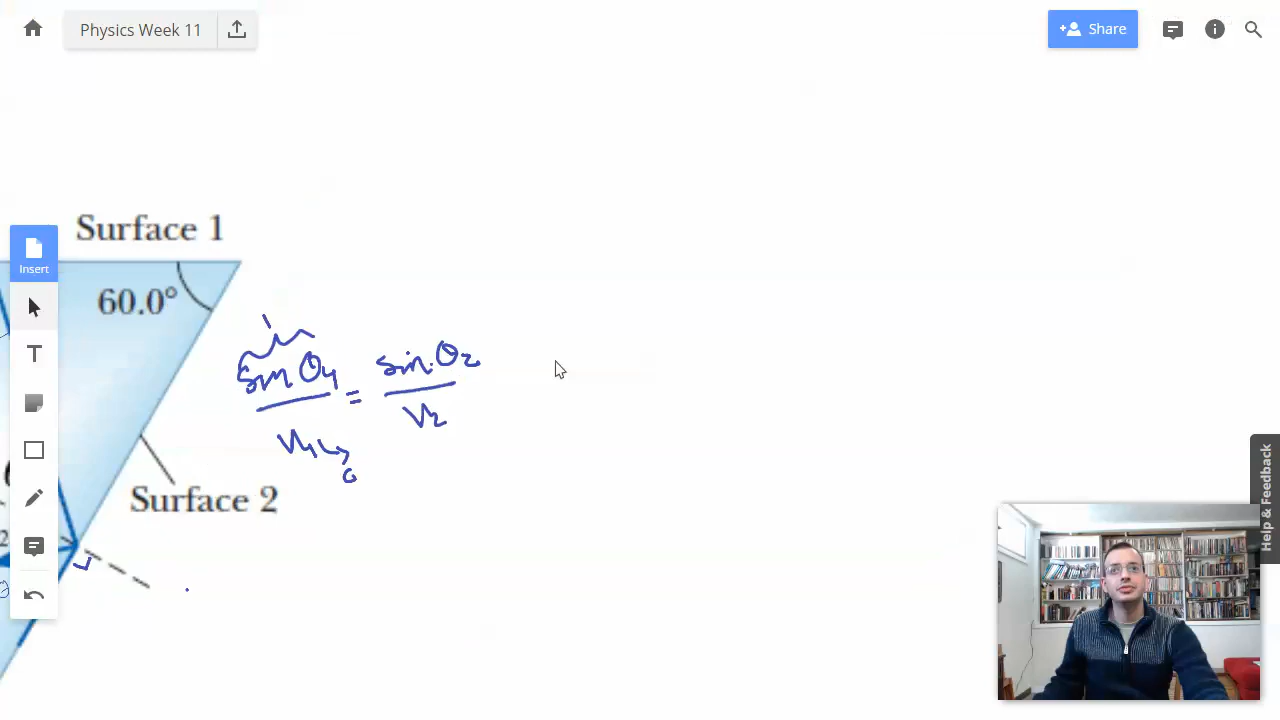 Physics Week 11
Share
Surface 1
Insert
60.0°
1
sin θ4 = sin θ2
V4 V2
c
Surface 2
Help & Feedback